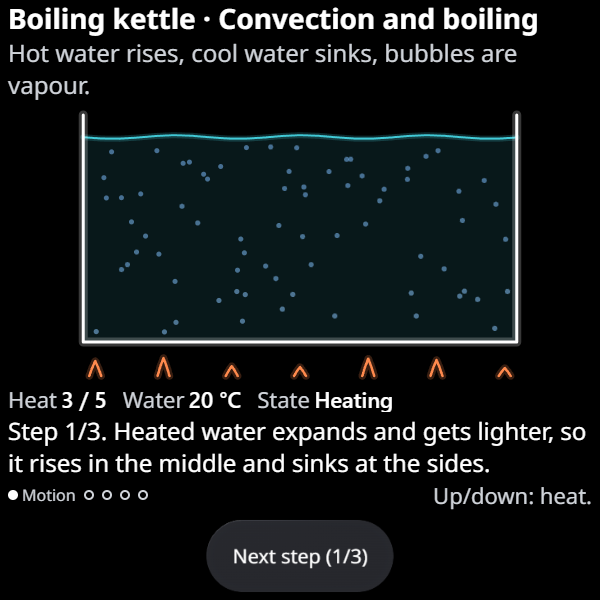 Boiling kettle · Convection and boiling
Hot water rises, cool water sinks, bubbles are
vapour.
Heat 3 / 5 Water 20 °C State Heating
Step 1/3. Heated water expands and gets lighter, so
it rises in the middle and sinks at the sides.
Motion Up/down: heat.
Next step (1/3)